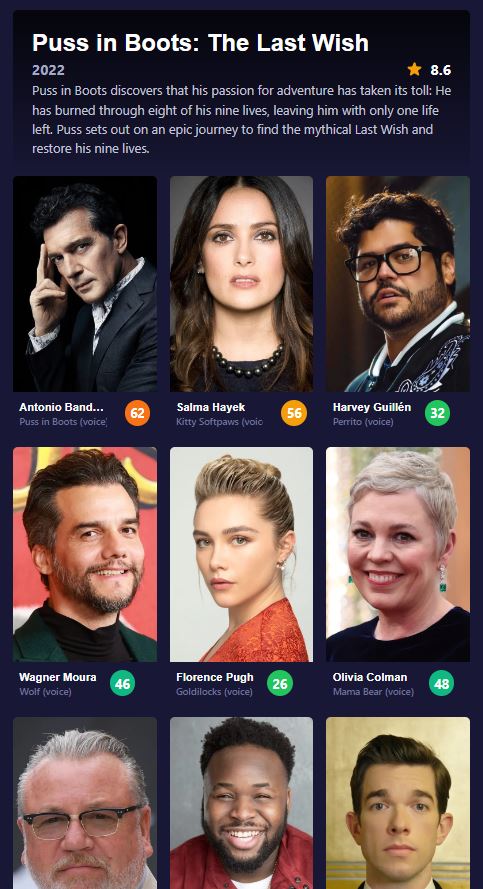 Puss in Boots: The Last Wish
2022
8.6
Puss in Boots discovers that his passion for adventure has taken its toll: He
has burned through eight of his nine lives, leaving him with only one life
left. Puss sets out on an epic journey to find the mythical Last Wish and
restore his nine lives.
Antonio Band...
Puss in Boots (voice)
62
Salma Hayek
Kitty Softpaws (voic
56
Harvey Guillén
Perrito (voice)
32
Wagner Moura
Wolf (voice)
46
Florence Pugh
Goldilocks (voice)
26
Olivia Colman
Mama Bear (voice)
48